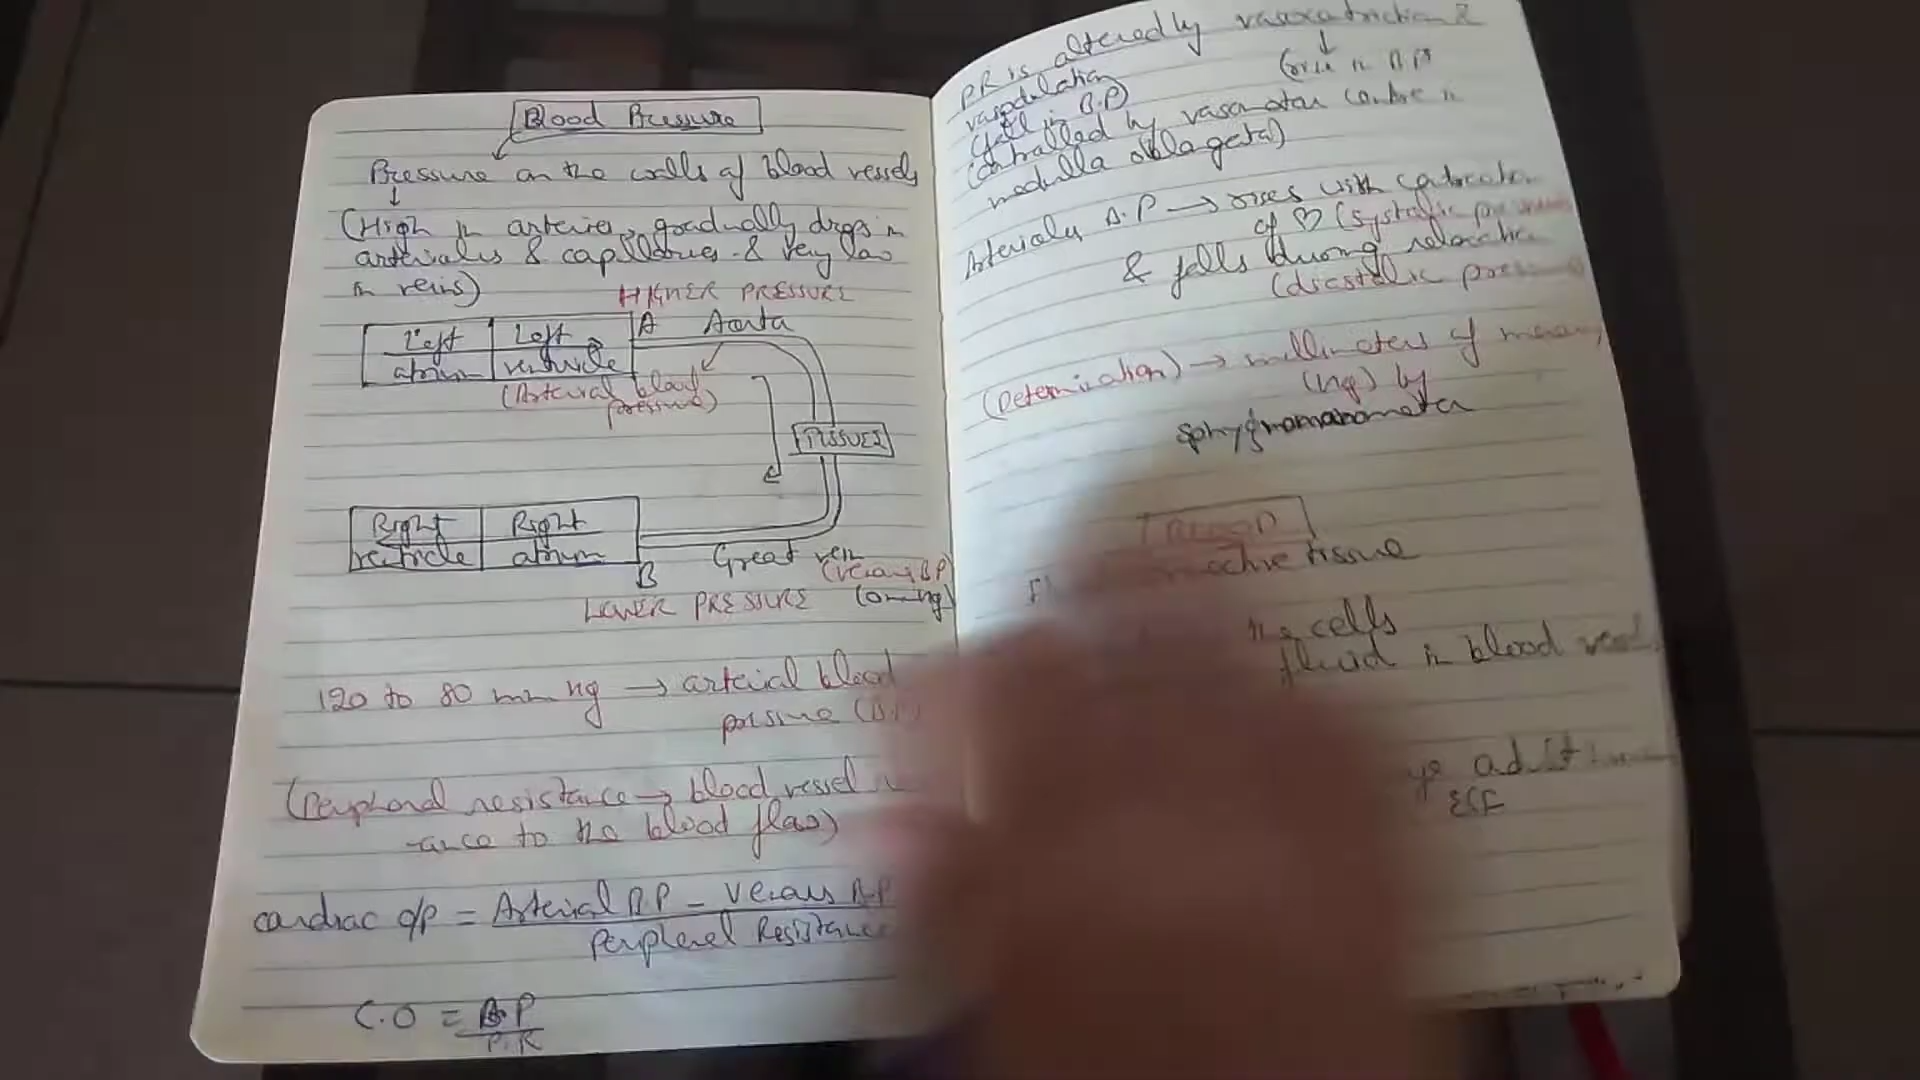 Blood Pressure
Pressure on the walls of blood vessels
(High in arteries, gradually drops in
arterioles & capillaries & very low
in veins)
HIGHER PRESSURE
Left atrium
Left ventricle
A Aorta
(Arterial blood
pressure)
TISSUES
Right ventricle
Right atrium
B
Great vein
(venous BP)
LOWER PRESSURE (0mmHg)
120 to 80 mm Hg → arterial blood
pressure (B.P
(Peripheral resistance → blood vessel
-ance to the blood flow)
cardiac o/p = Arterial B.P - Venous B.P
Peripheral Resistance
C.O = B.P
P.R
PR is altered by vasoconstriction &
(rise in B.P)
vasodilation
(fall in B.P)
(controlled by vasomotor centre in
medulla oblongata)
Arterial B.P → rises with contraction
of ♡ (systolic pressure
& falls during relaxation
(diastolic pressure)
(Determination) → millimeters of mercury
(Hg) by
sphygmomanometer
BLOOD
tissue
cells
fluid in blood
adult
ECF